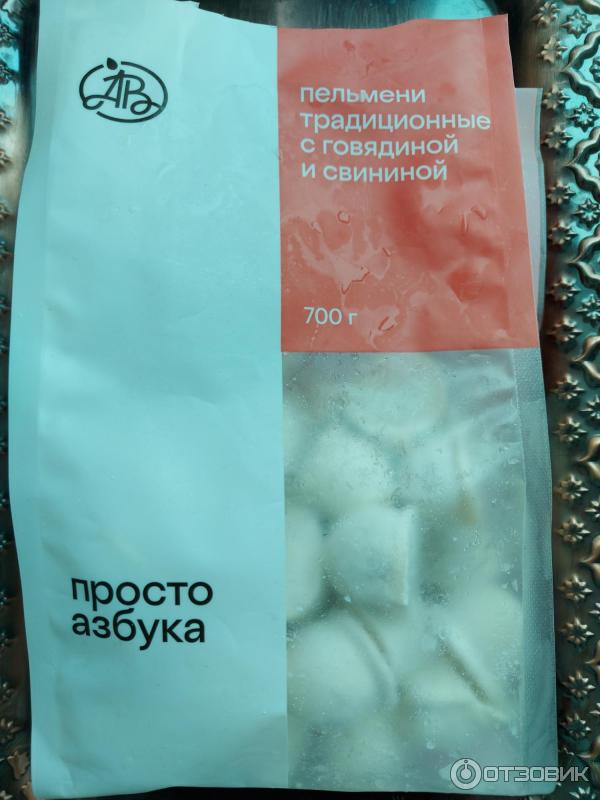 АВ
пельмени
традиционные
с говядиной
и свининой
700 г
просто
азбука
ОТЗОВИК